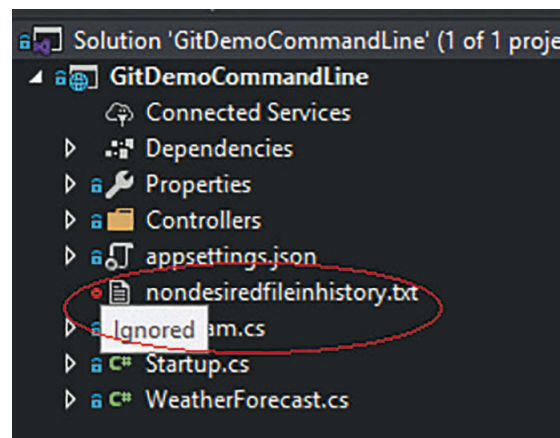 Solution 'GitDemoCommandLine' (1 of 1 proje
GitDemoCommandLine
Connected Services
Dependencies
Properties
Controllers
appsettings.json
nondesiredfileinhistory.txt
Ignored am.cs
C# Startup.cs
C# WeatherForecast.cs